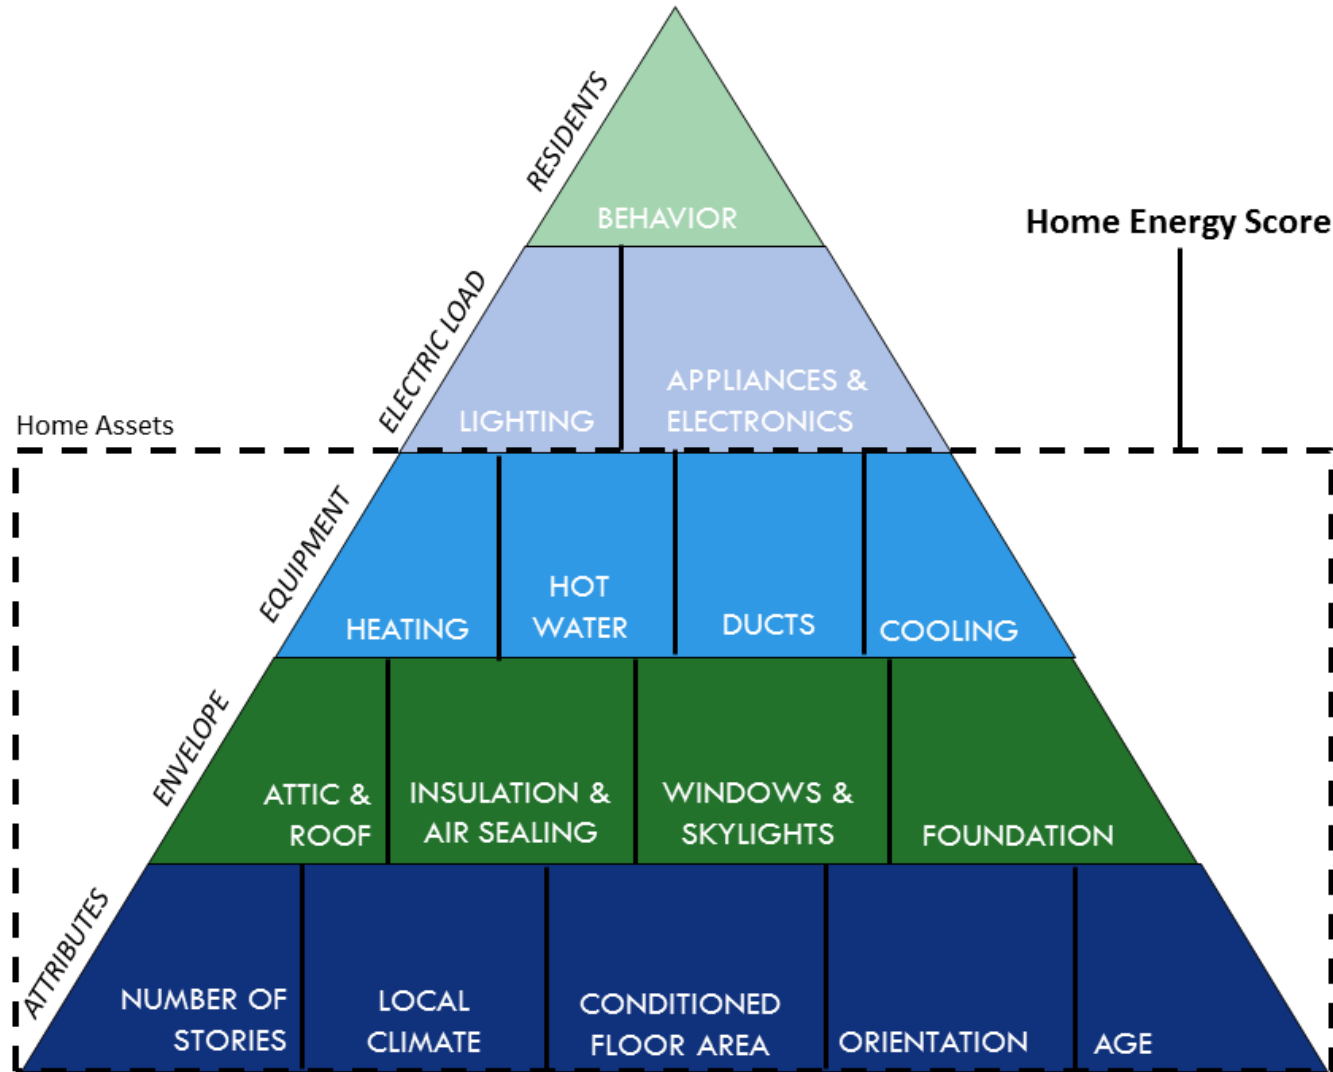 RESIDENTS
BEHAVIOR
Home Energy Score
ELECTRIC LOAD
LIGHTING
APPLIANCES &
ELECTRONICS
Home Assets
EQUIPMENT
HEATING
HOT
WATER
DUCTS
COOLING
ENVELOPE
ATTIC &
ROOF
INSULATION &
AIR SEALING
WINDOWS &
SKYLIGHTS
FOUNDATION
ATTRIBUTES
NUMBER OF
STORIES
LOCAL
CLIMATE
CONDITIONED
FLOOR AREA
ORIENTATION
AGE